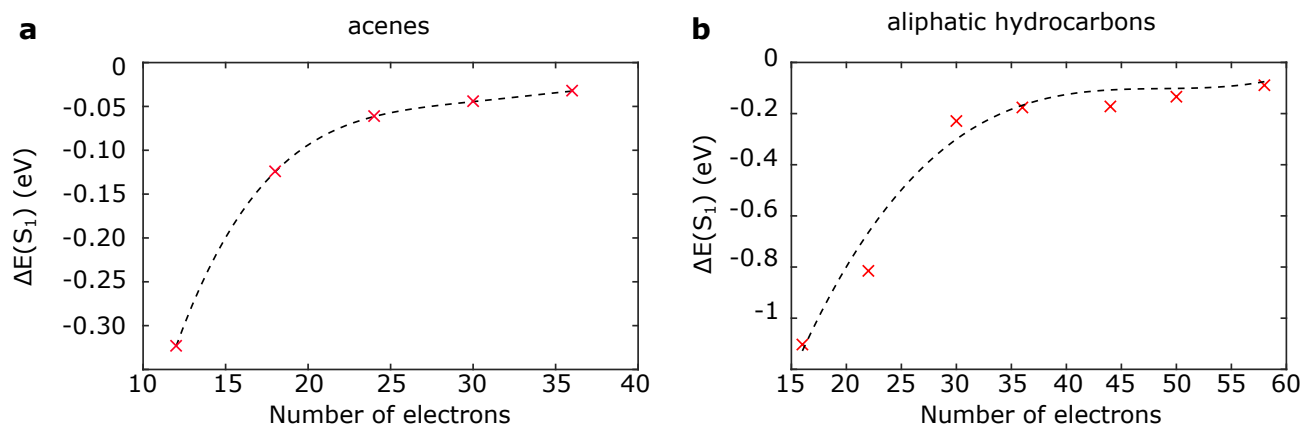 a
acenes
0
-0.05
-0.10
-0.15
-0.20
-0.25
-0.30
ΔE(S₁) (eV)
10 15 20 25 30 35 40
Number of electrons
b
aliphatic hydrocarbons
0
-0.2
-0.4
-0.6
-0.8
-1
ΔE(S₁) (eV)
15 20 25 30 35 40 45 50 55 60
Number of electrons